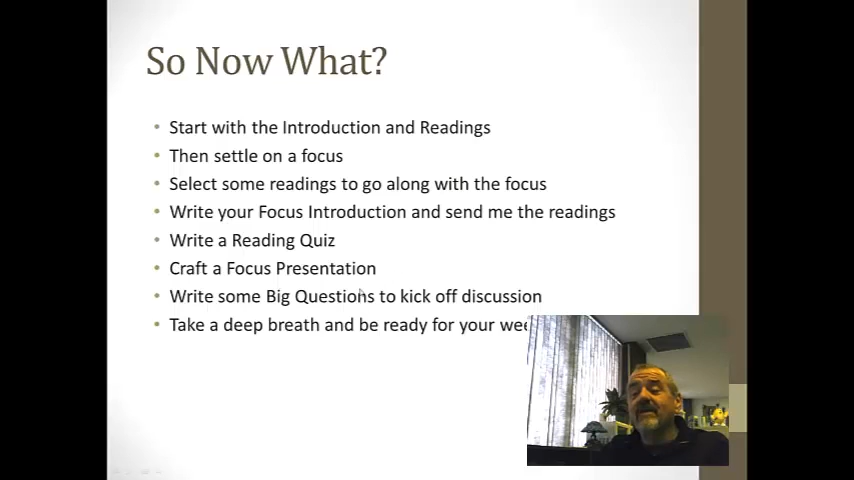 So Now What?
Start with the Introduction and Readings
Then settle on a focus
Select some readings to go along with the focus
Write your Focus Introduction and send me the readings
Write a Reading Quiz
Craft a Focus Presentation
Write some Big Questions to kick off discussion
Take a deep breath and be ready for your